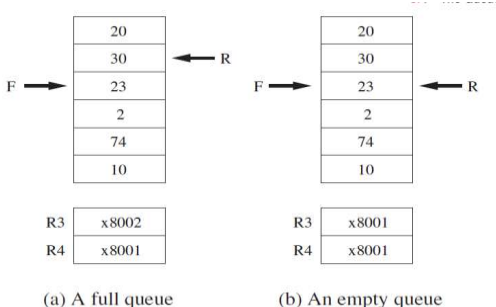 20
30
R
F
23
2
74
10
R3
x8002
R4
x8001
(a) A full queue
20
30
F
23
R
2
74
10
R3
x8001
R4
x8001
(b) An empty queue